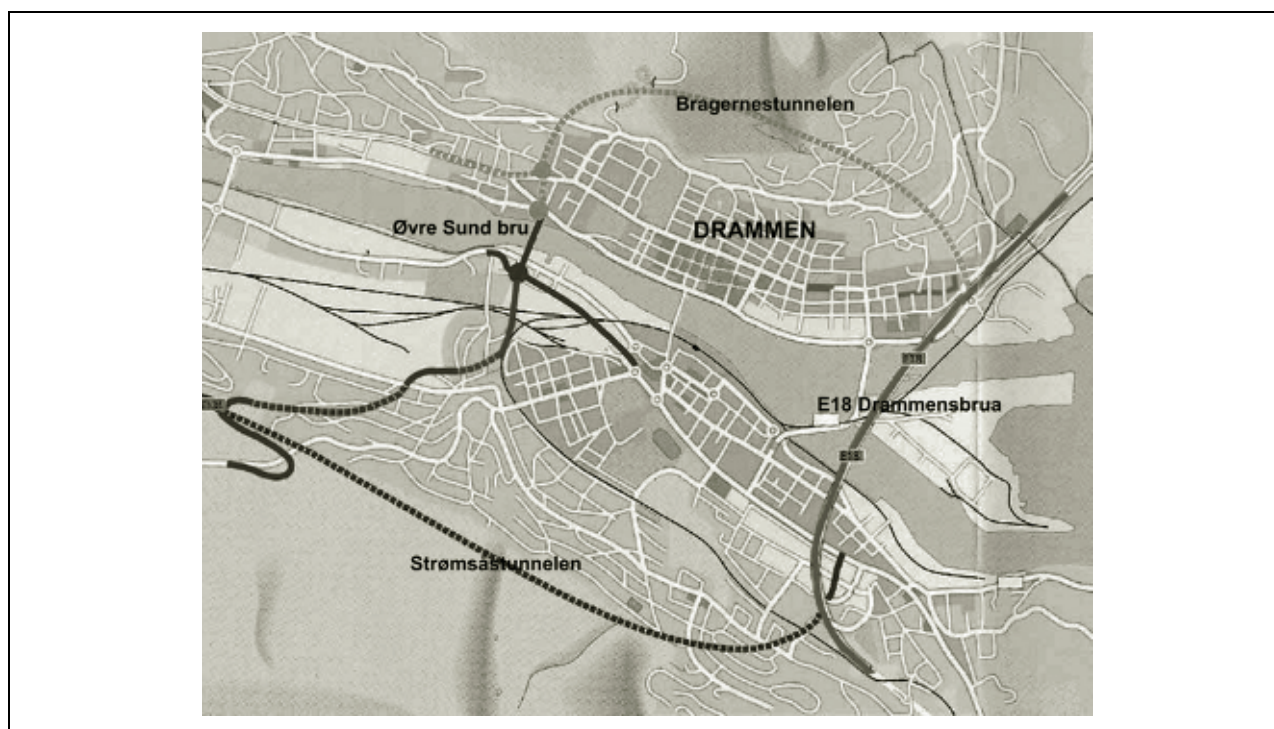 Bragernestunnelen
Øvre Sund bru
DRAMMEN
E18
E18 Drammensbrua
E18
Strømsåstunnelen